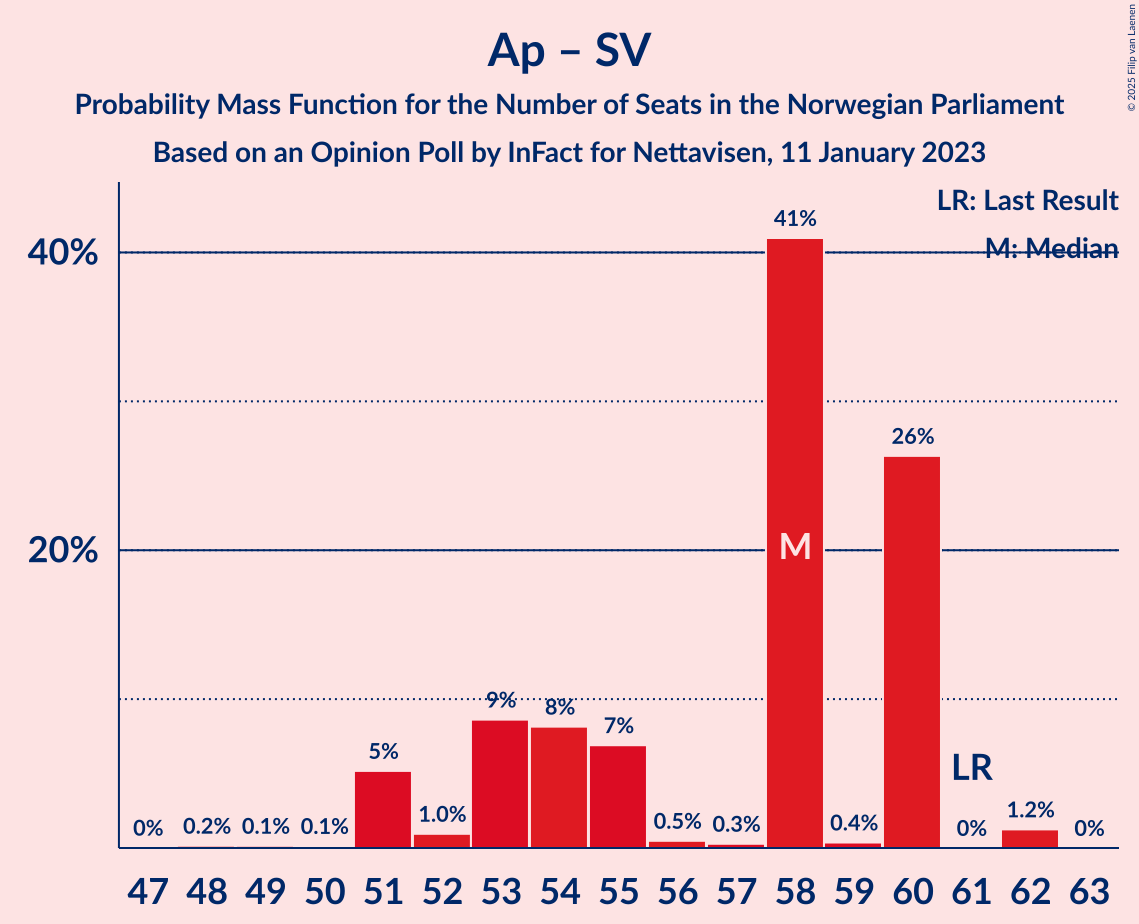 Ap – SV
Probability Mass Function for the Number of Seats in the Norwegian Parliament
Based on an Opinion Poll by InFact for Nettavisen, 11 January 2023
© 2025 Filip van Laenen
LR: Last Result
M: Median
40%
20%
0%
0.2%
0.1%
0.1%
5%
1.0%
9%
8%
7%
0.5%
0.3%
41%
M
0.4%
26%
LR
0%
1.2%
0%
47 48 49 50 51 52 53 54 55 56 57 58 59 60 61 62 63